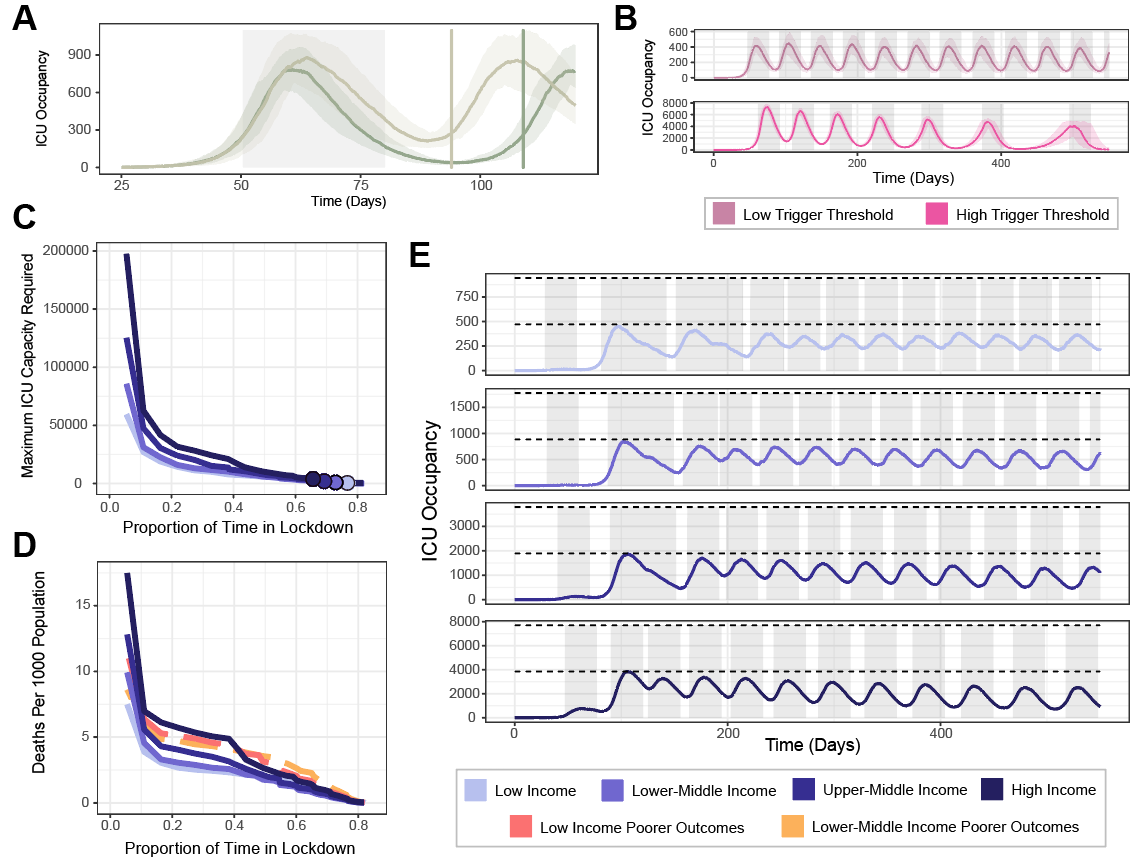 A
ICU Occupancy
900
600
300
0
25
50
75
100
Time (Days)
B
ICU Occupancy
600
400
200
0
8000
6000
4000
2000
0
0
200
400
Time (Days)
Low Trigger Threshold
High Trigger Threshold
C
Maximum ICU Capacity Required
200000
150000
100000
50000
0
0.0
0.2
0.4
0.6
0.8
Proportion of Time in Lockdown
D
Deaths Per 1000 Population
15
10
5
0
0.0
0.2
0.4
0.6
0.8
Proportion of Time in Lockdown
E
ICU Occupancy
750
500
250
0
1500
1000
500
0
3000
2000
1000
0
8000
6000
4000
2000
0
0
200
400
Time (Days)
Low Income
Lower-Middle Income
Upper-Middle Income
High Income
Low Income Poorer Outcomes
Lower-Middle Income Poorer Outcomes